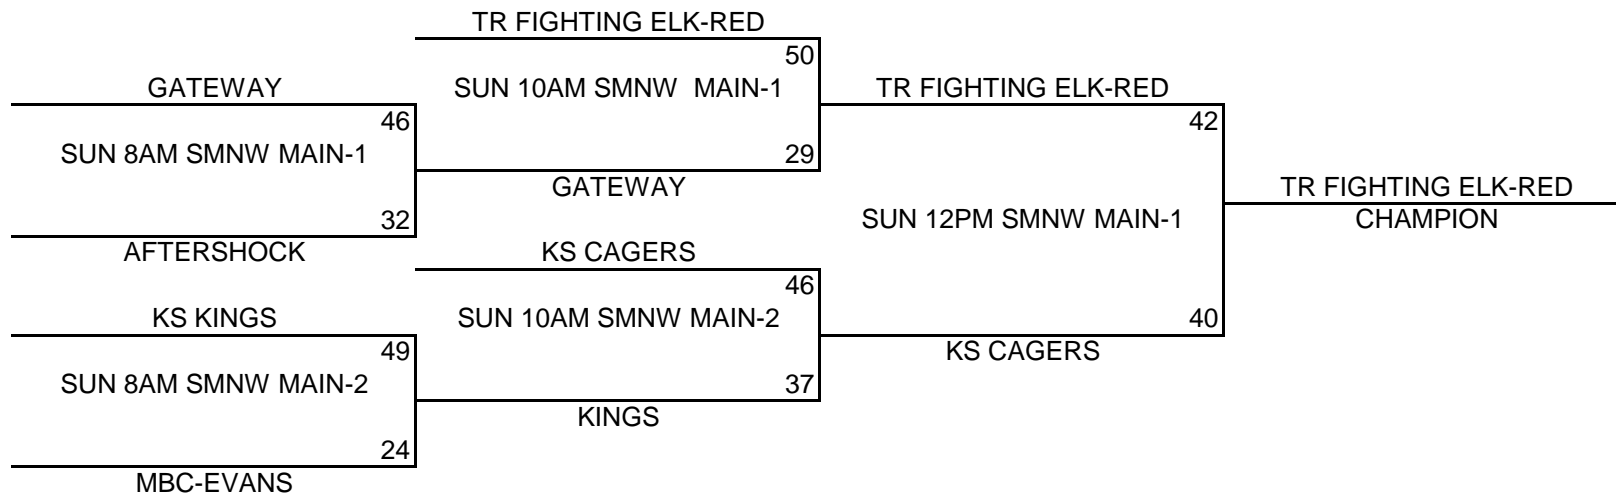 TR FIGHTING ELK-RED
50
GATEWAY
SUN 10AM SMNW MAIN-1
TR FIGHTING ELK-RED
46
42
SUN 8AM SMNW MAIN-1
29
GATEWAY
TR FIGHTING ELK-RED
32
SUN 12PM SMNW MAIN-1
CHAMPION
AFTERSHOCK
KS CAGERS
46
KS KINGS
SUN 10AM SMNW MAIN-2
40
49
KS CAGERS
SUN 8AM SMNW MAIN-2
37
KINGS
24
MBC-EVANS